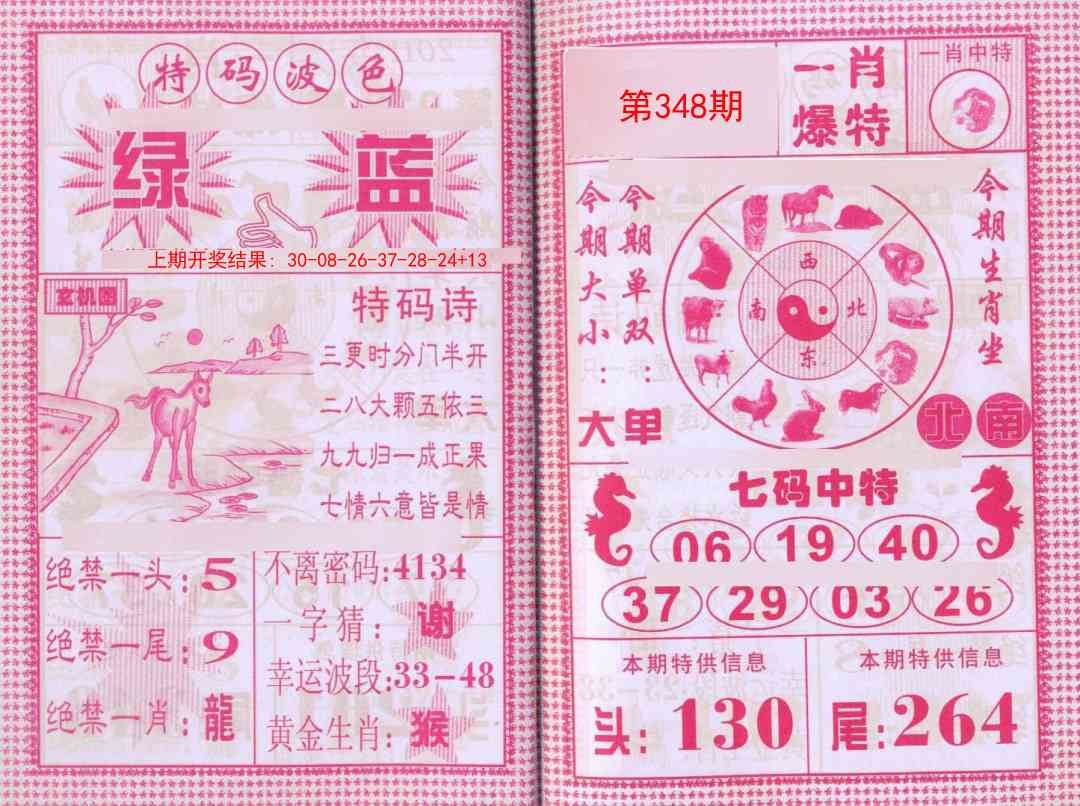 特码波色
绿 蓝
上期开奖结果: 30-08-26-37-28-24+13
玄机图
特码诗
三更时分门半开
二八大颗五依三
九九归一成正果
七情六意皆是情
绝禁一头:5
绝禁一尾:9
绝禁一肖:龍
不离密码:4134
一字猜:谢
幸运波段:33-48
黄金生肖:猴
第348期
一肖
爆特
一肖中特
今期大小:大
今期单双:单
西
南 北
东
今期生肖坐
北 南
七码中特
06 19 40
37 29 03 26
本期特供信息
头:130
本期特供信息
尾:264